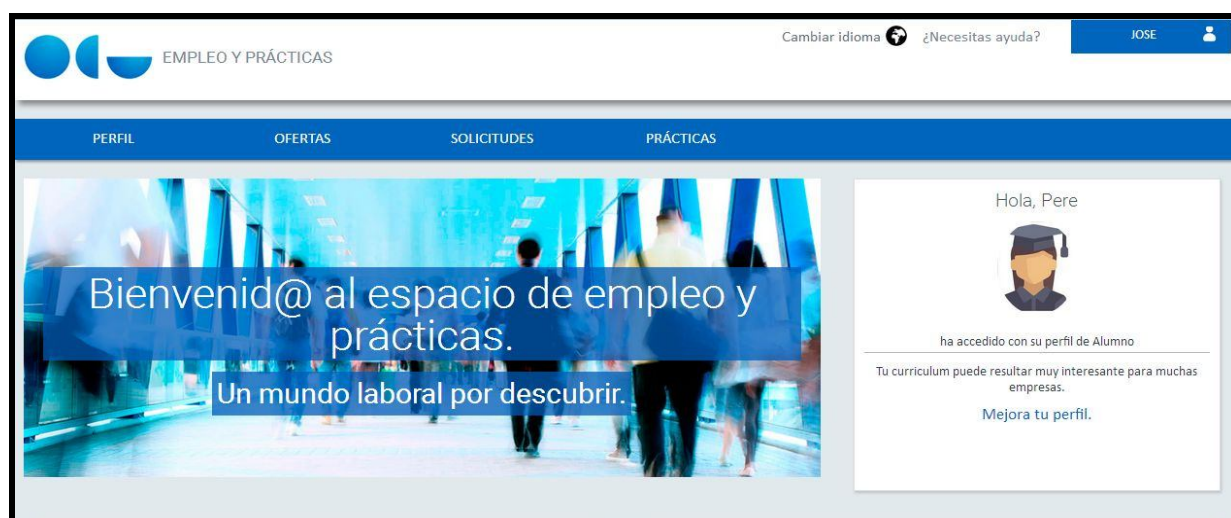 EMPLEO Y PRÁCTICAS
Cambiar idioma
¿Necesitas ayuda?
JOSE
PERFIL
OFERTAS
SOLICITUDES
PRÁCTICAS
Bienvenid@ al espacio de empleo y
prácticas.
Un mundo laboral por descubrir.
Hola, Pere
ha accedido con su perfil de Alumno
Tu curriculum puede resultar muy interesante para muchas
empresas.
Mejora tu perfil.